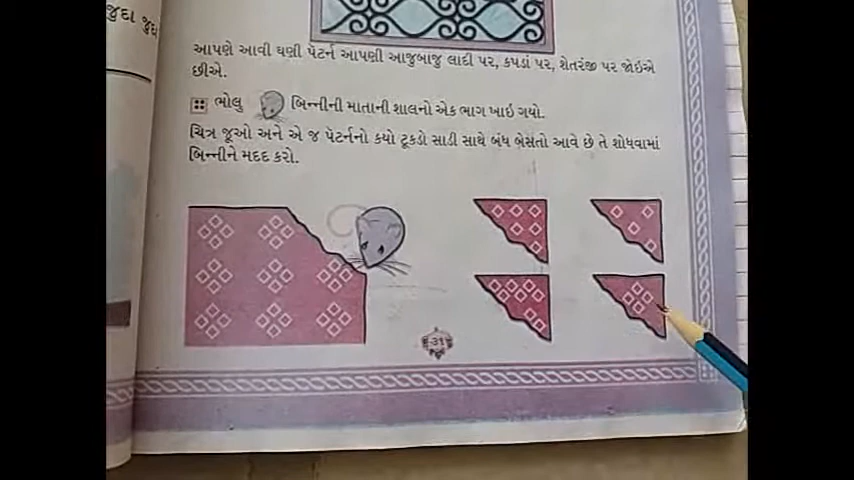 જુદા જુદ
આપણે આવી ઘણી પેટર્ન આપણી આજુબાજુ લાદી પર, કપડાં પર, શેતરંજી પર જોઇએ
છીએ.
ભોલુ બિન્નીની માતાની શાલનો એક ભાગ ખાઇ ગયો.
ચિત્ર જૂઓ અને એ જ પૅટર્નનો કયો ટૂકડો સાડી સાથે બંધ બેસતો આવે છે તે શોધવામાં
બિન્નીને મદદ કરો.
31